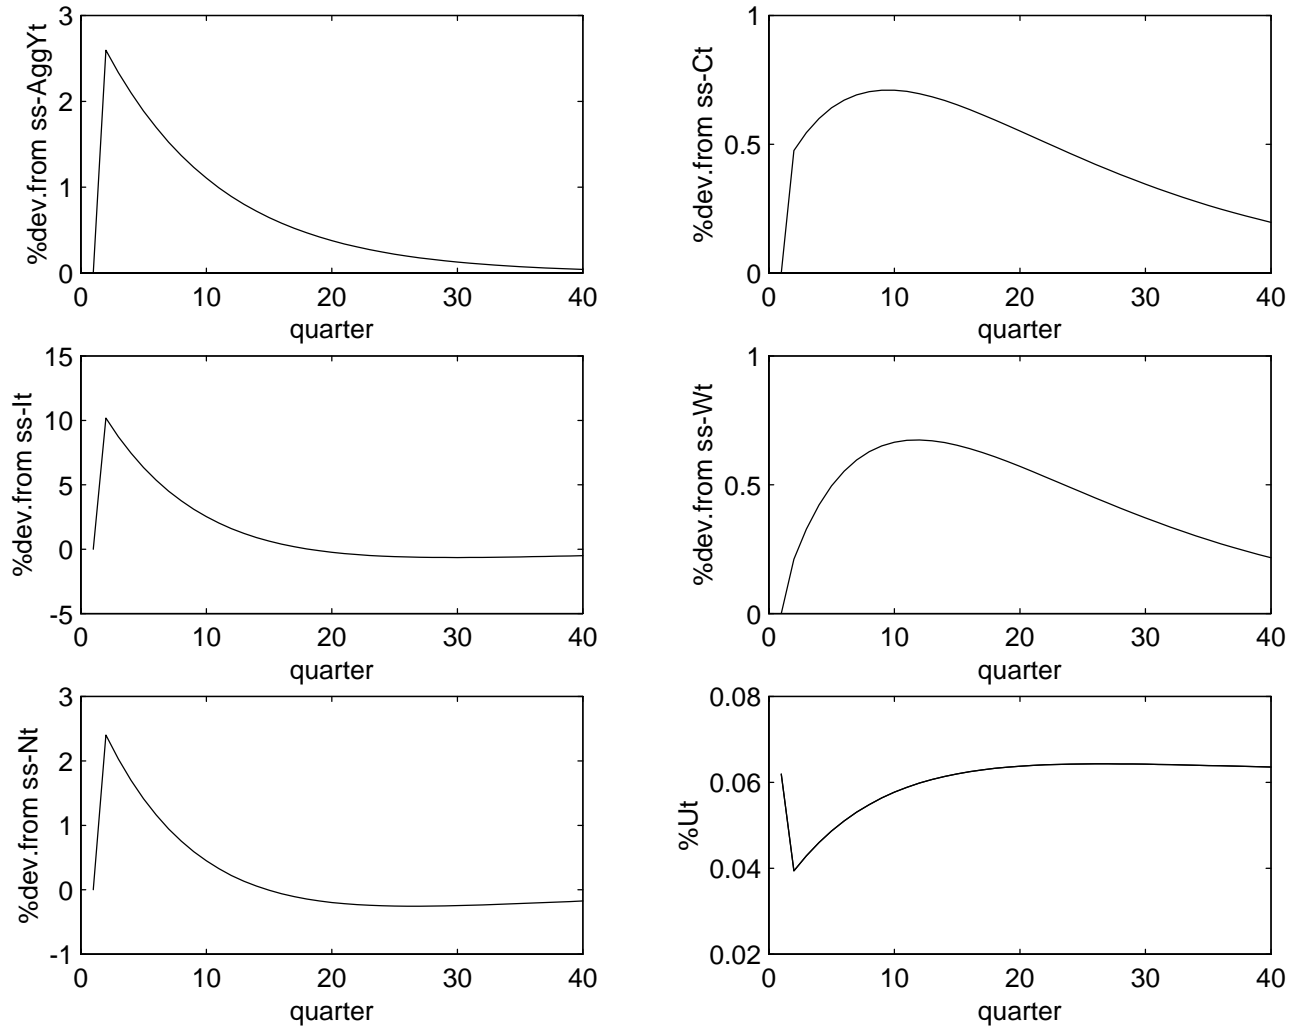 3
2
1
0
%dev.from ss-AggYt
0 10 20 30 40
quarter
1
0.5
0
%dev.from ss-Ct
0 10 20 30 40
quarter
15
10
5
0
-5
%dev.from ss-It
0 10 20 30 40
quarter
1
0.5
0
%dev.from ss-Wt
0 10 20 30 40
quarter
3
2
1
0
-1
%dev.from ss-Nt
0 10 20 30 40
quarter
0.08
0.06
0.04
0.02
%Ut
0 10 20 30 40
quarter